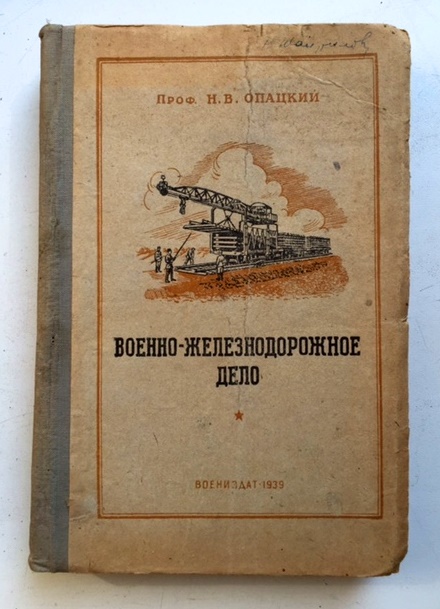 Проф. Н. В. ОПАЦКИЙ
ВОЕННО-ЖЕЛЕЗНОДОРОЖНОЕ
ДЕЛО
ВОЕНИЗДАТ·1939